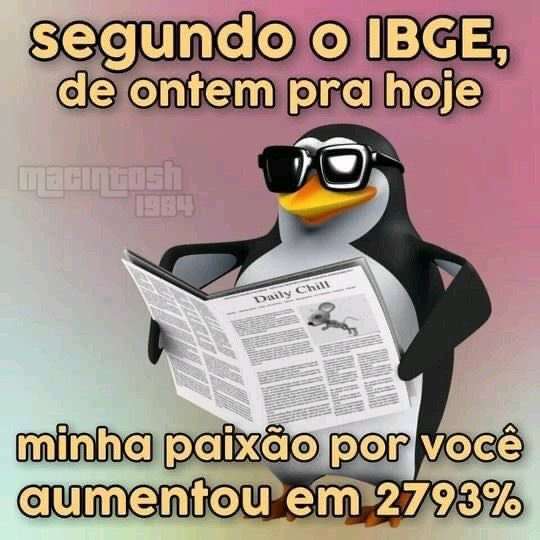 segundo o IBGE,
de ontem pra hoje
macintosh
1984
Daily Chill
minha paixão por você
aumentou em 2793%